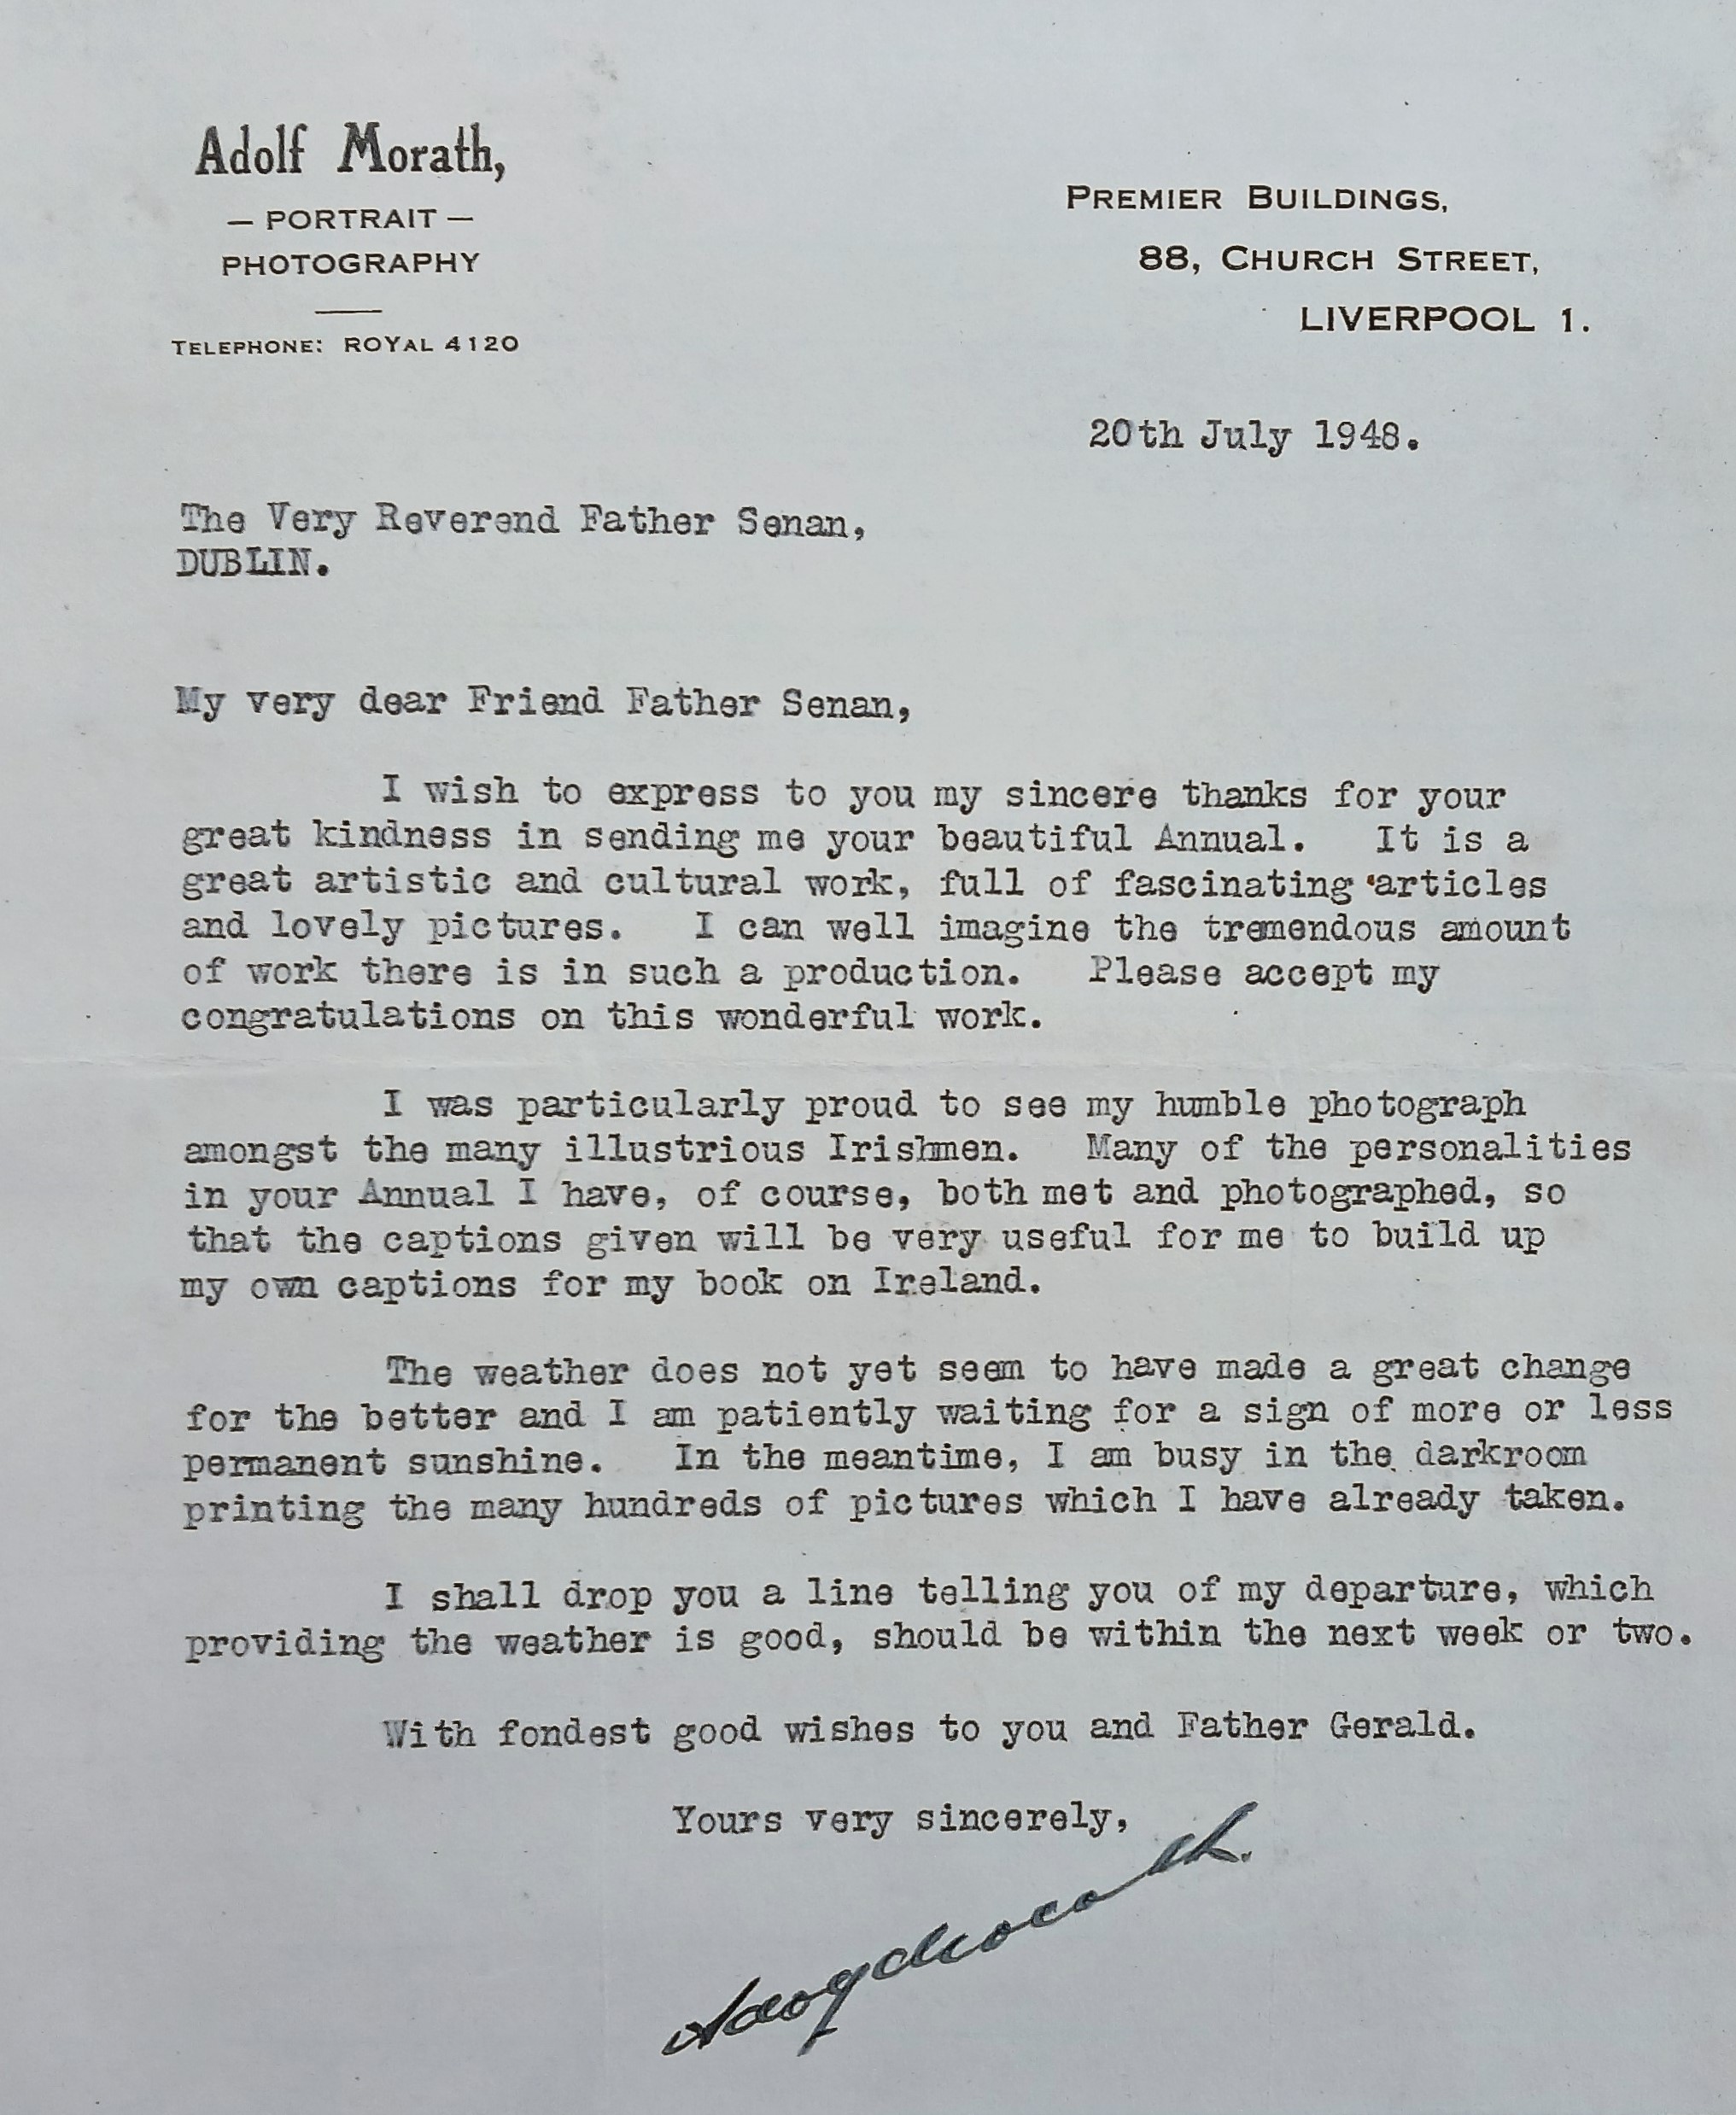 Adolf Morath,
— PORTRAIT —
PHOTOGRAPHY
TELEPHONE: ROYAL 4120
PREMIER BUILDINGS,
88, CHURCH STREET,
LIVERPOOL 1.
20th July 1948.
The Very Reverend Father Senan,
DUBLIN.
My very dear Friend Father Senan,
I wish to express to you my sincere thanks for your
great kindness in sending me your beautiful Annual. It is a
great artistic and cultural work, full of fascinating articles
and lovely pictures. I can well imagine the tremendous amount
of work there is in such a production. Please accept my
congratulations on this wonderful work.
I was particularly proud to see my humble photograph
amongst the many illustrious Irishmen. Many of the personalities
in your Annual I have, of course, both met and photographed, so
that the captions given will be very useful for me to build up
my own captions for my book on Ireland.
The weather does not yet seem to have made a great change
for the better and I am patiently waiting for a sign of more or less
permanent sunshine. In the meantime, I am busy in the darkroom
printing the many hundreds of pictures which I have already taken.
I shall drop you a line telling you of my departure, which
providing the weather is good, should be within the next week or two.
With fondest good wishes to you and Father Gerald.
Yours very sincerely,
Adolf Morath.